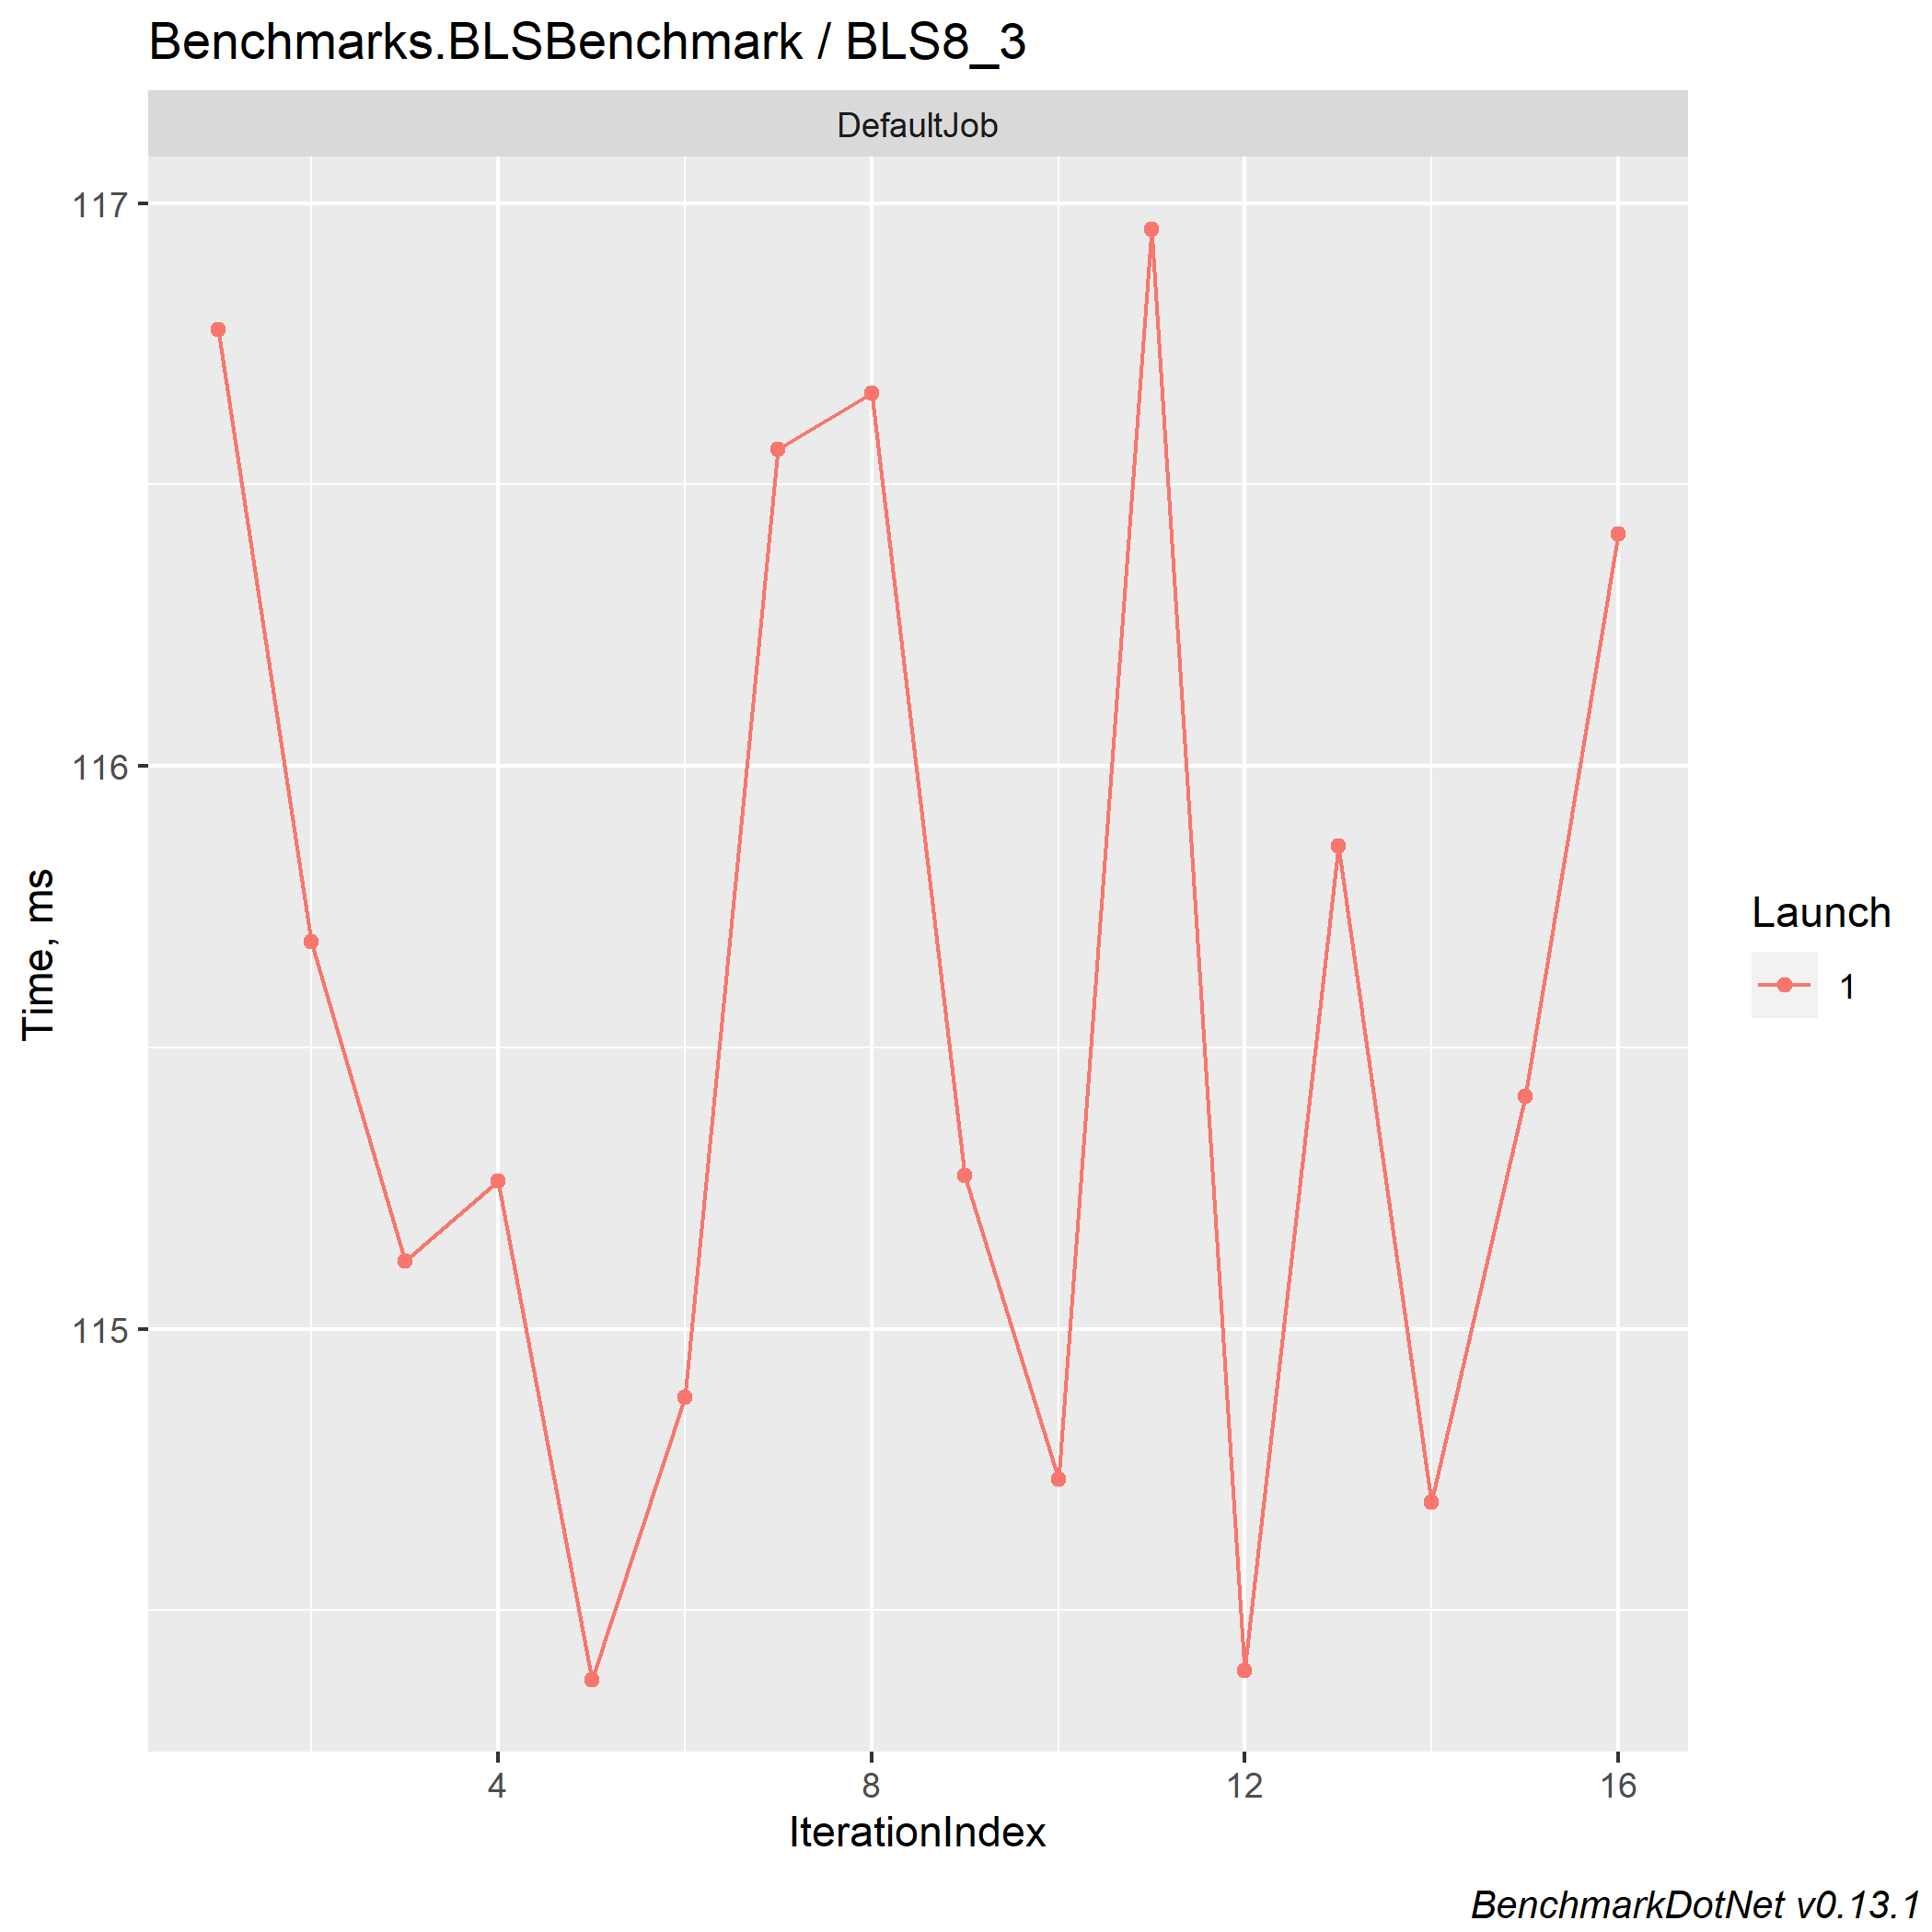 Benchmarks.BLSBenchmark / BLS8_3
DefaultJob
117
116
115
Time, ms
4
8
12
16
IterationIndex
Launch
1
BenchmarkDotNet v0.13.1